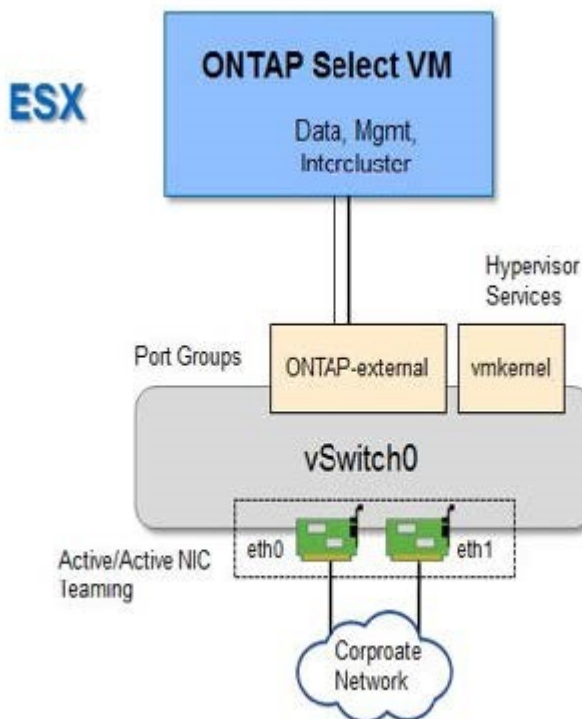 ESX
ONTAP Select VM
Data, Mgmt,
Intercluster
Hypervisor
Services
Port Groups
ONTAP-external
vmkernel
vSwitch0
eth0
eth1
Active/Active NIC
Teaming
Corproate
Network